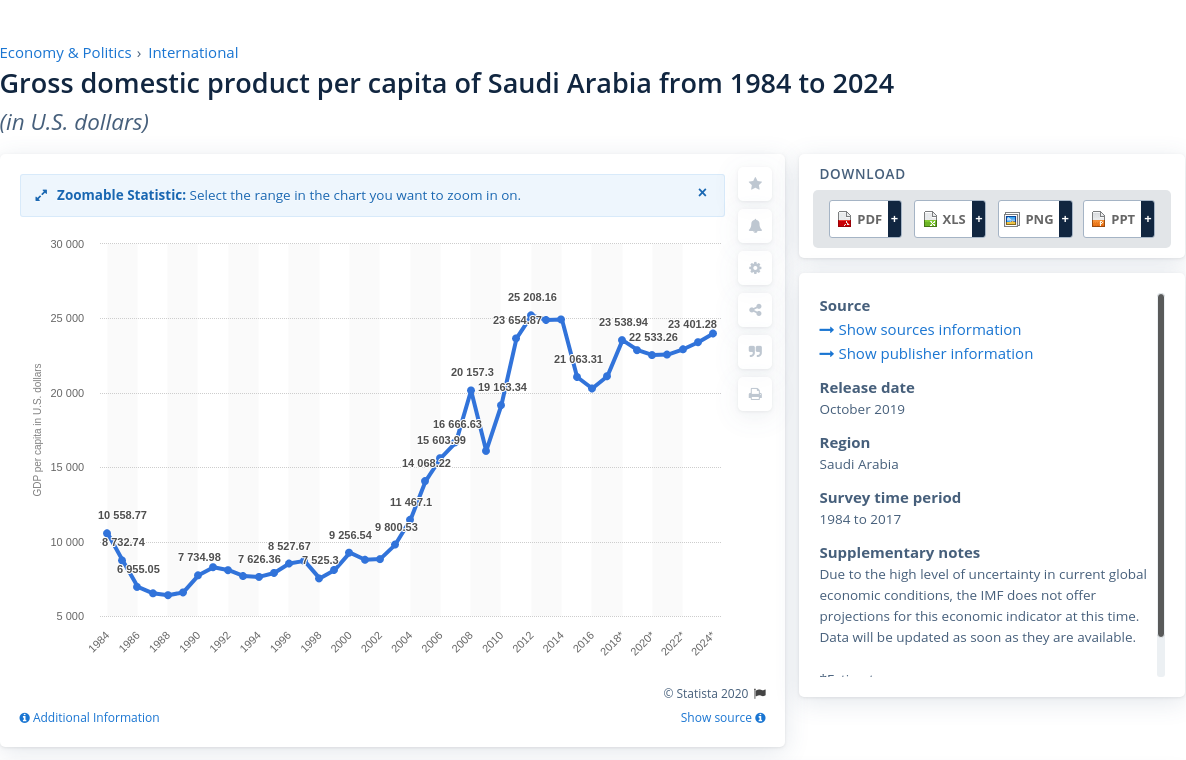 Economy & Politics › International
Gross domestic product per capita of Saudi Arabia from 1984 to 2024
(in U.S. dollars)
Zoomable Statistic: Select the range in the chart you want to zoom in on.
×
30 000
25 000
20 000
15 000
10 000
5 000
GDP per capita in U.S. dollars
10 558.77
8 732.74
6 955.05
7 734.98
7 626.36
8 527.67
7 525.3
9 256.54
9 800.53
11 467.1
14 068.22
15 603.99
16 666.63
20 157.3
19 163.34
23 654.87
25 208.16
21 063.31
23 538.94
22 533.26
23 401.28
1984
1986
1988
1990
1992
1994
1996
1998
2000
2002
2004
2006
2008
2010
2012
2014
2016
2018*
2020*
2022*
2024*
© Statista 2020
Additional Information
Show source
DOWNLOAD
PDF +
XLS +
PNG +
PPT +
Source
Show sources information
Show publisher information
Release date
October 2019
Region
Saudi Arabia
Survey time period
1984 to 2017
Supplementary notes
Due to the high level of uncertainty in current global
economic conditions, the IMF does not offer
projections for this economic indicator at this time.
Data will be updated as soon as they are available.